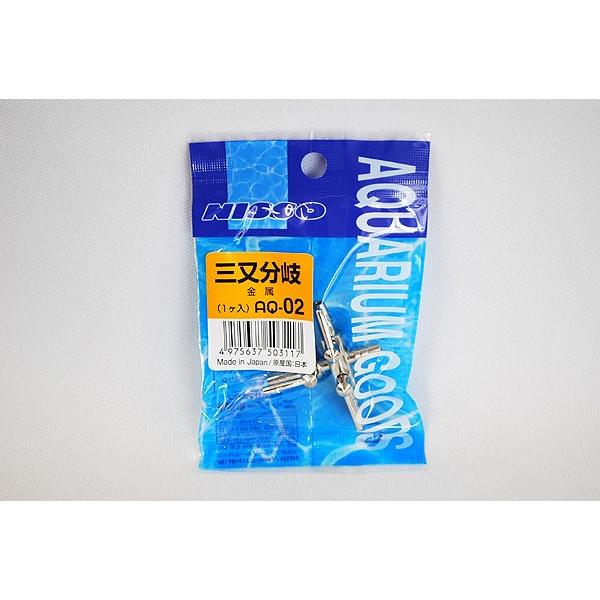 NISSO
AQUARIUM GOODS
三又分岐
金属
(1ヶ入) AQ-02
4 975637 503117
Made in Japan/原産国:日本